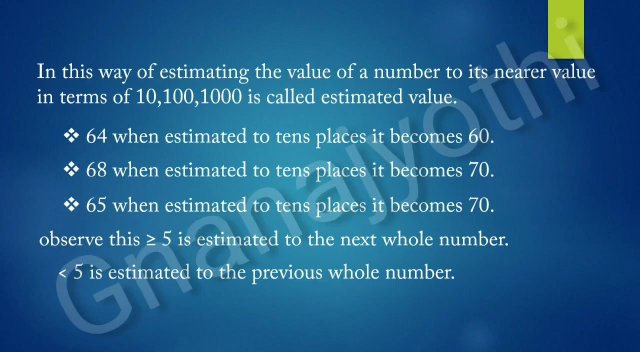 In this way of estimating the value of a number to its nearer value
in terms of 10,100,1000 is called estimated value.
❖ 64 when estimated to tens places it becomes 60.
❖ 68 when estimated to tens places it becomes 70.
❖ 65 when estimated to tens places it becomes 70.
observe this ≥ 5 is estimated to the next whole number.
< 5 is estimated to the previous whole number.
Gnanajyothi